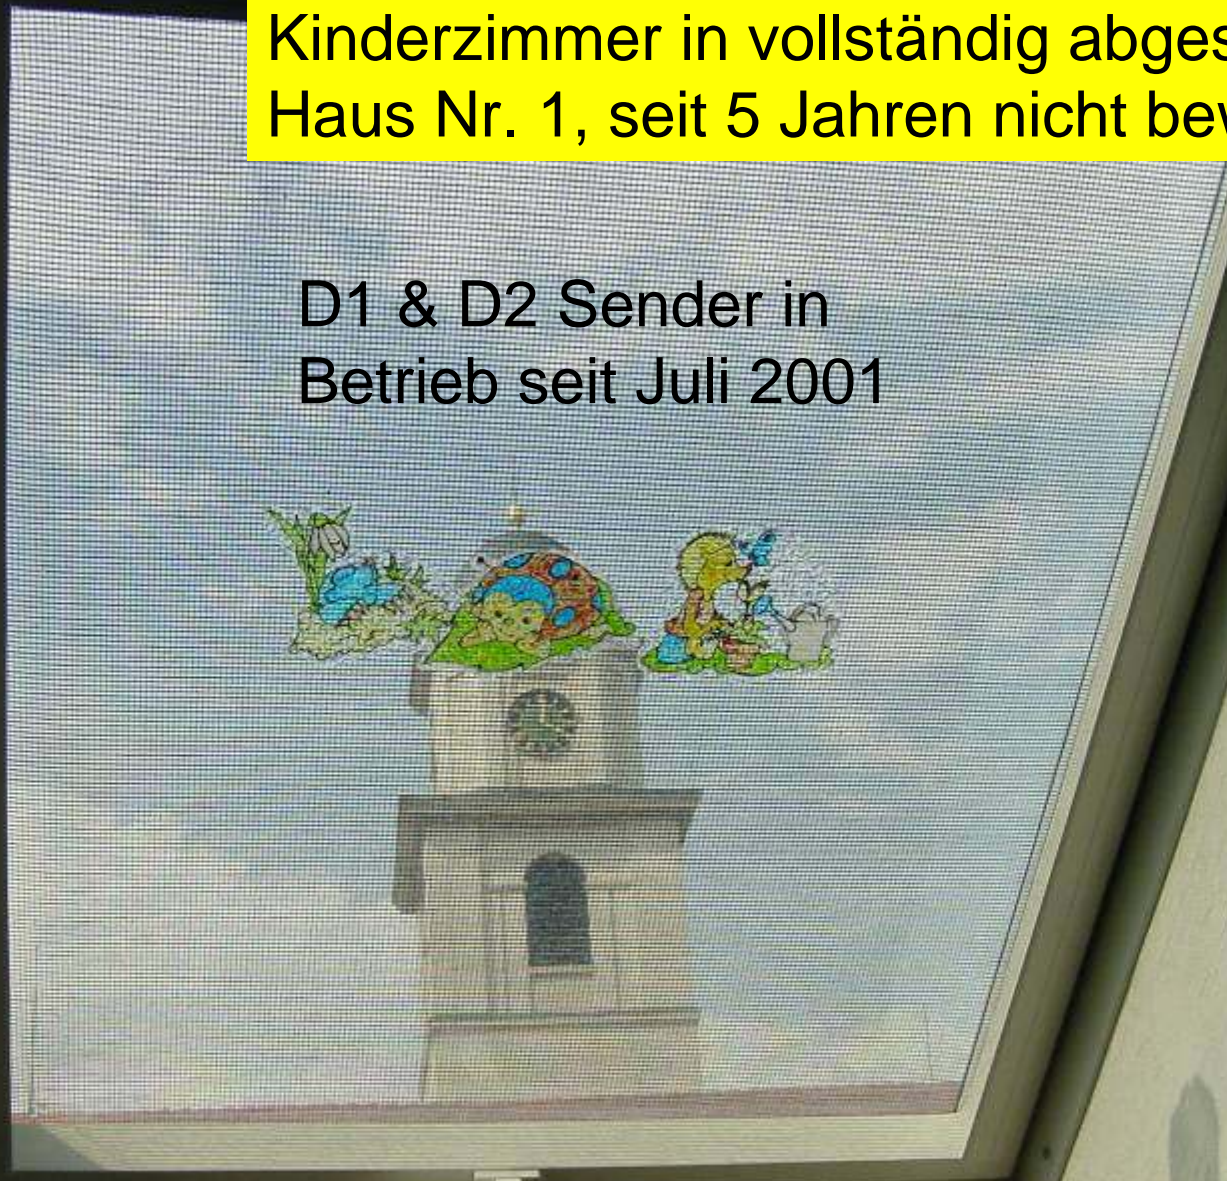 Kinderzimmer in vollständig
Haus Nr. 1, seit 5 Jahren nicht
D1 & D2 Sender in
Betrieb seit Juli 2001